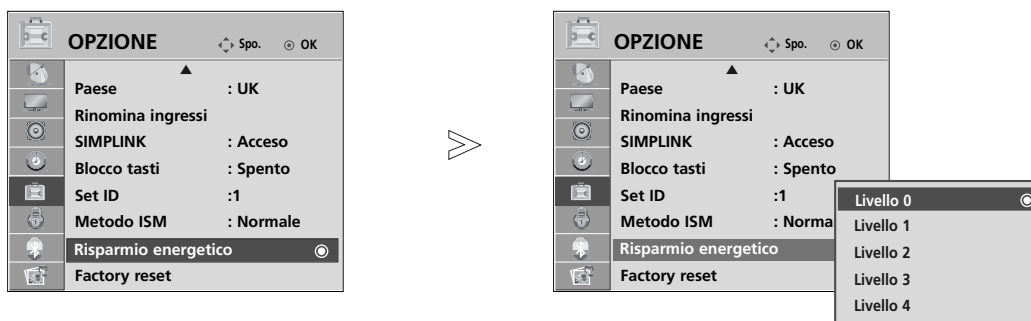 OPZIONE Spo. OK
Paese : UK
Rinomina ingressi
SIMPLINK : Acceso
Blocco tasti : Spento
Set ID :1
Metodo ISM : Normale
Risparmio energetico
Factory reset
OPZIONE Spo. OK
Paese : UK
Rinomina ingressi
SIMPLINK : Acceso
Blocco tasti : Spento
Set ID :1
Metodo ISM : Norma
Risparmio energetico
Factory reset
Livello 0
Livello 1
Livello 2
Livello 3
Livello 4